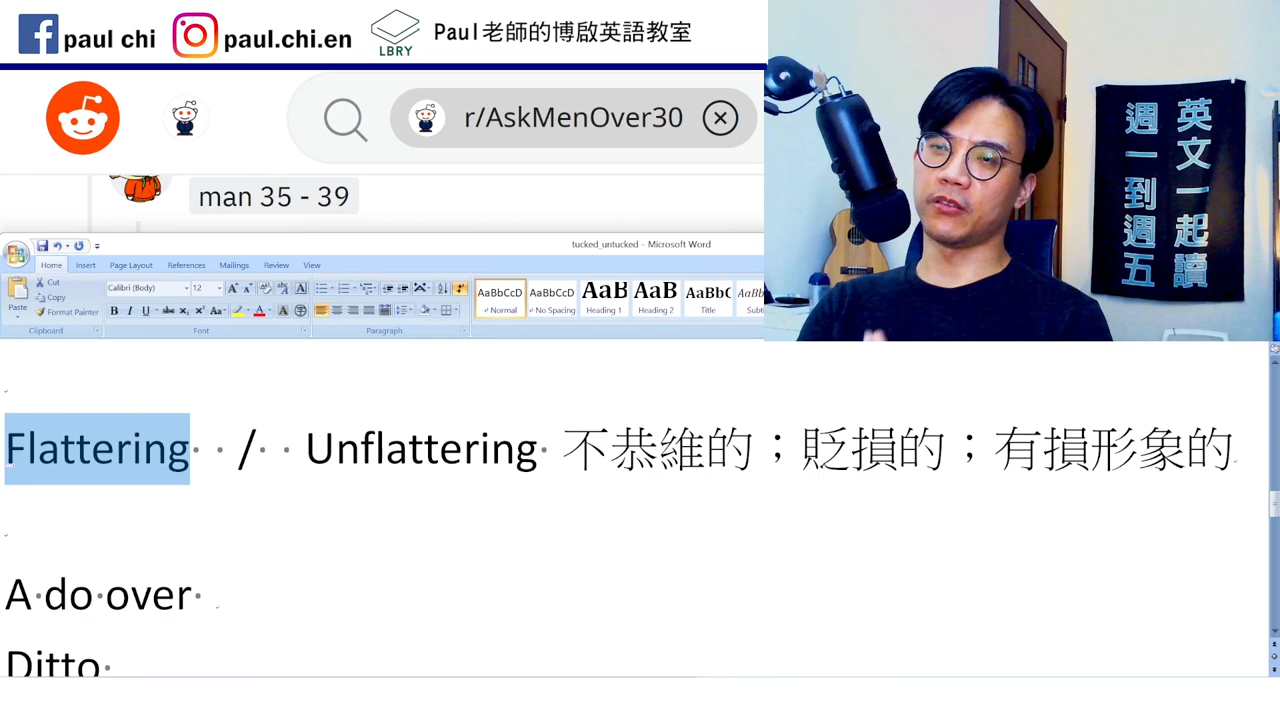 paul chi
paul.chi.en
LBRY
Paul老師的博啟英語教室
r/AskMenOver30
man 35 - 39
tucked_untucked - Microsoft Word
Home Insert Page Layout References Mailings Review View
Paste
Cut
Copy
Format Painter
Clipboard
Calibri (Body) 12
Font
Paragraph
AaBbCcD AaBbCcD AaBb AaB AaBbC AaBb
Normal No Spacing Heading 1 Heading 2 Title
英文一起讀
週一到週五
Flattering / Unflattering 不恭維的；貶損的；有損形象的
A do over
Ditto